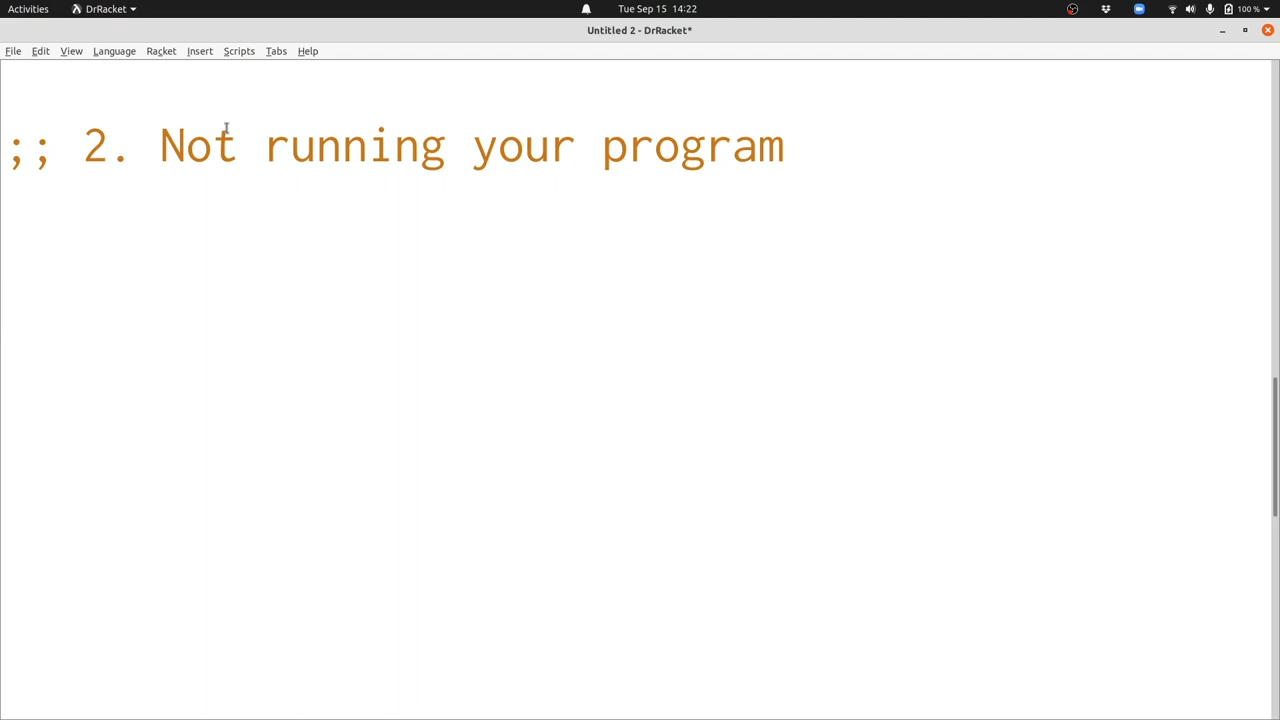 Activities DrRacket Tue Sep 15 14:22 100 %
Untitled 2 - DrRacket*
File Edit View Language Racket Insert Scripts Tabs Help
;; 2. Not running your program